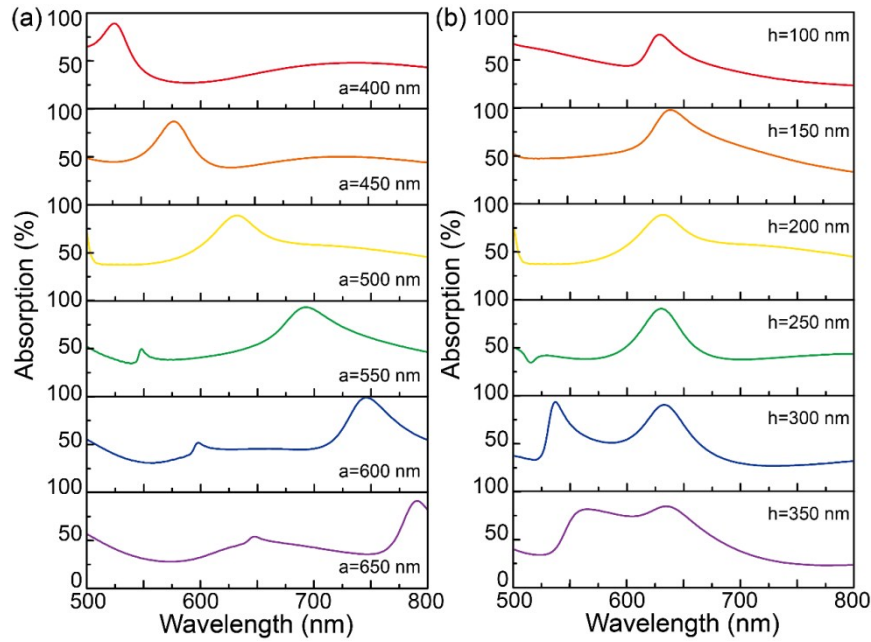 (a)
Absorption (%)
100
50
a=400 nm
100
50
a=450 nm
100
50
a=500 nm
100
50
a=550 nm
100
50
a=600 nm
100
50
a=650 nm
0
500 600 700 800
Wavelength (nm)
(b)
Absorption (%)
100
50
h=100 nm
100
50
h=150 nm
100
50
h=200 nm
100
50
h=250 nm
100
50
h=300 nm
100
50
h=350 nm
0
500 600 700 800
Wavelength (nm)